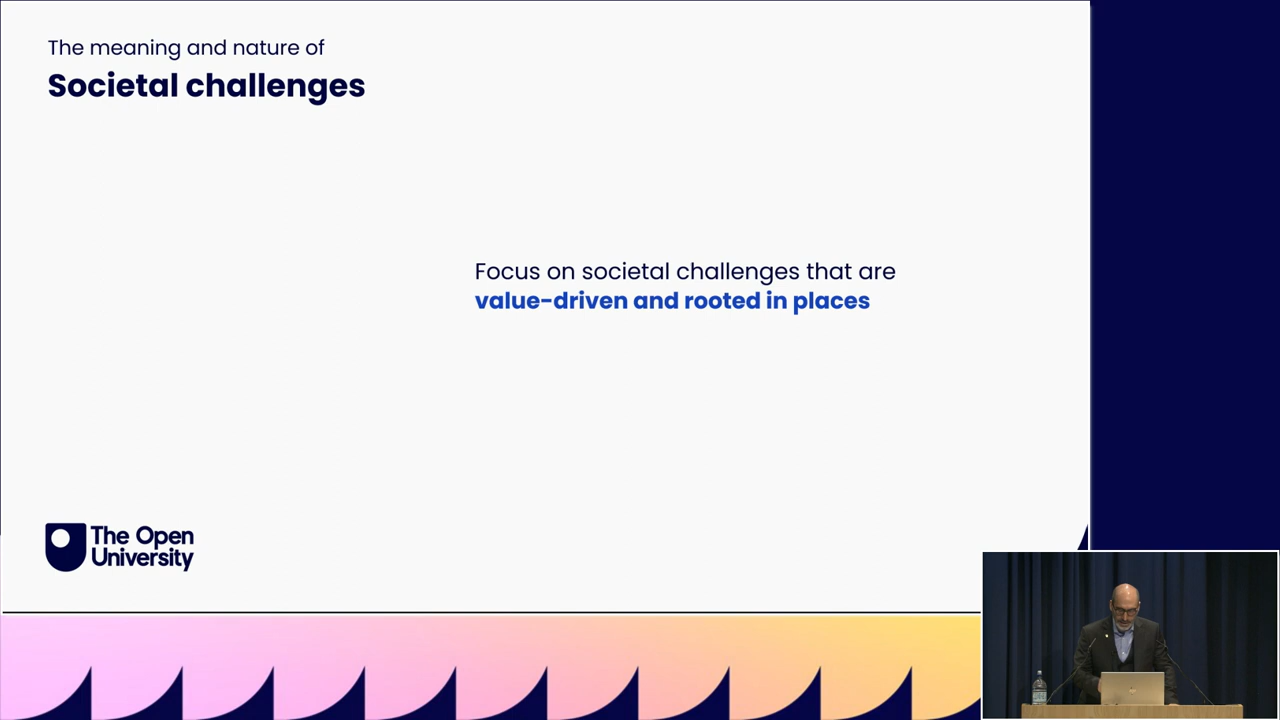 The meaning and nature of
Societal challenges
Focus on societal challenges that are
value-driven and rooted in places
The Open
University